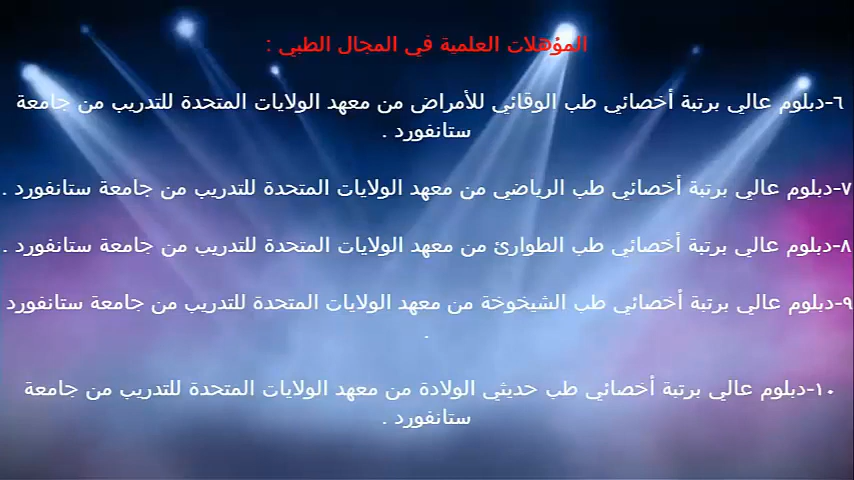 المؤهلات العلمية في المجال الطبي :
٦-دبلوم عالي برتبة أخصائي طب الوقائي للأمراض من معهد الولايات المتحدة للتدريب من جامعة
ستانفورد .
٧-دبلوم عالي برتبة أخصائي طب الرياضي من معهد الولايات المتحدة للتدريب من جامعة ستانفورد .
٨-دبلوم عالي برتبة أخصائي طب الطوارئ من معهد الولايات المتحدة للتدريب من جامعة ستانفورد .
٩-دبلوم عالي برتبة أخصائي طب الشيخوخة من معهد الولايات المتحدة للتدريب من جامعة ستانفورد
.
١٠-دبلوم عالي برتبة أخصائي طب حديثي الولادة من معهد الولايات المتحدة للتدريب من جامعة
ستانفورد .